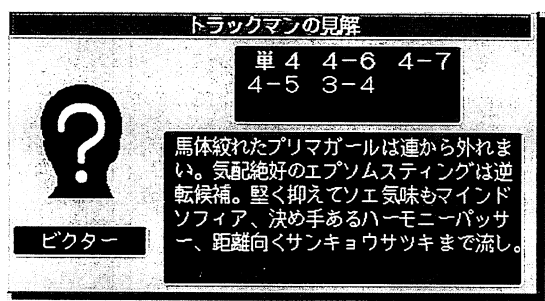 トラックマンの見解
単4 4-6 4-7
4-5 3-4
馬体絞れたプリマガールは連から外れま
い。気配絶好のエプソムスティングは逆
転候補。堅く抑えてソエ気味もマインド
ソフィア、決め手あるハーモニーパッサ
ー、距離向くサンキョウサツキまで流し。
ビクター